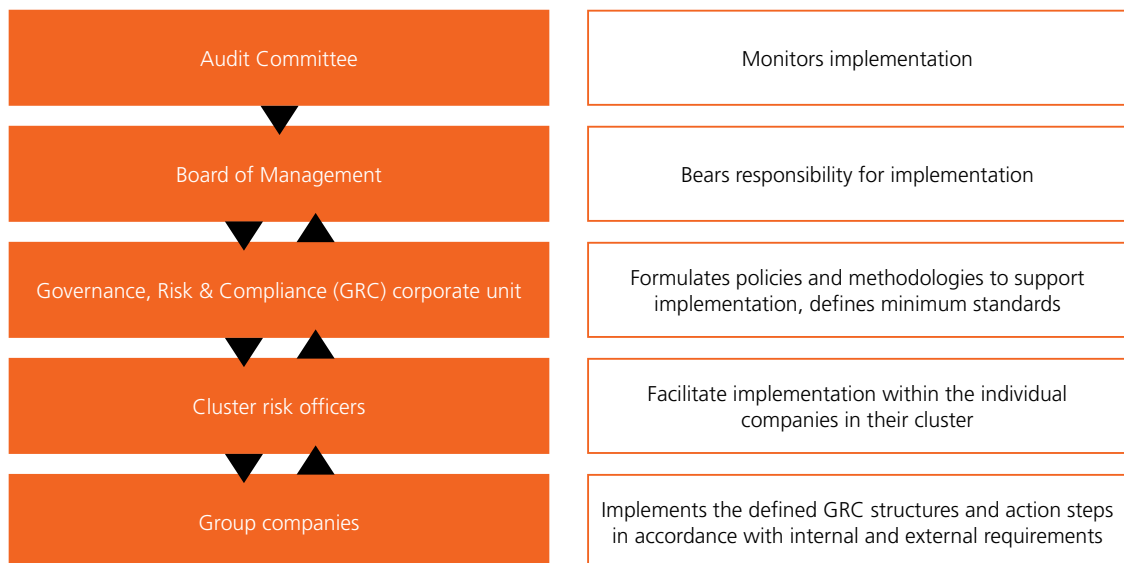 Audit Committee
Monitors implementation
Board of Management
Bears responsibility for implementation
Governance, Risk & Compliance (GRC) corporate unit
Formulates policies and methodologies to support
implementation, defines minimum standards
Cluster risk officers
Facilitate implementation within the individual
companies in their cluster
Group companies
Implements the defined GRC structures and action steps
in accordance with internal and external requirements